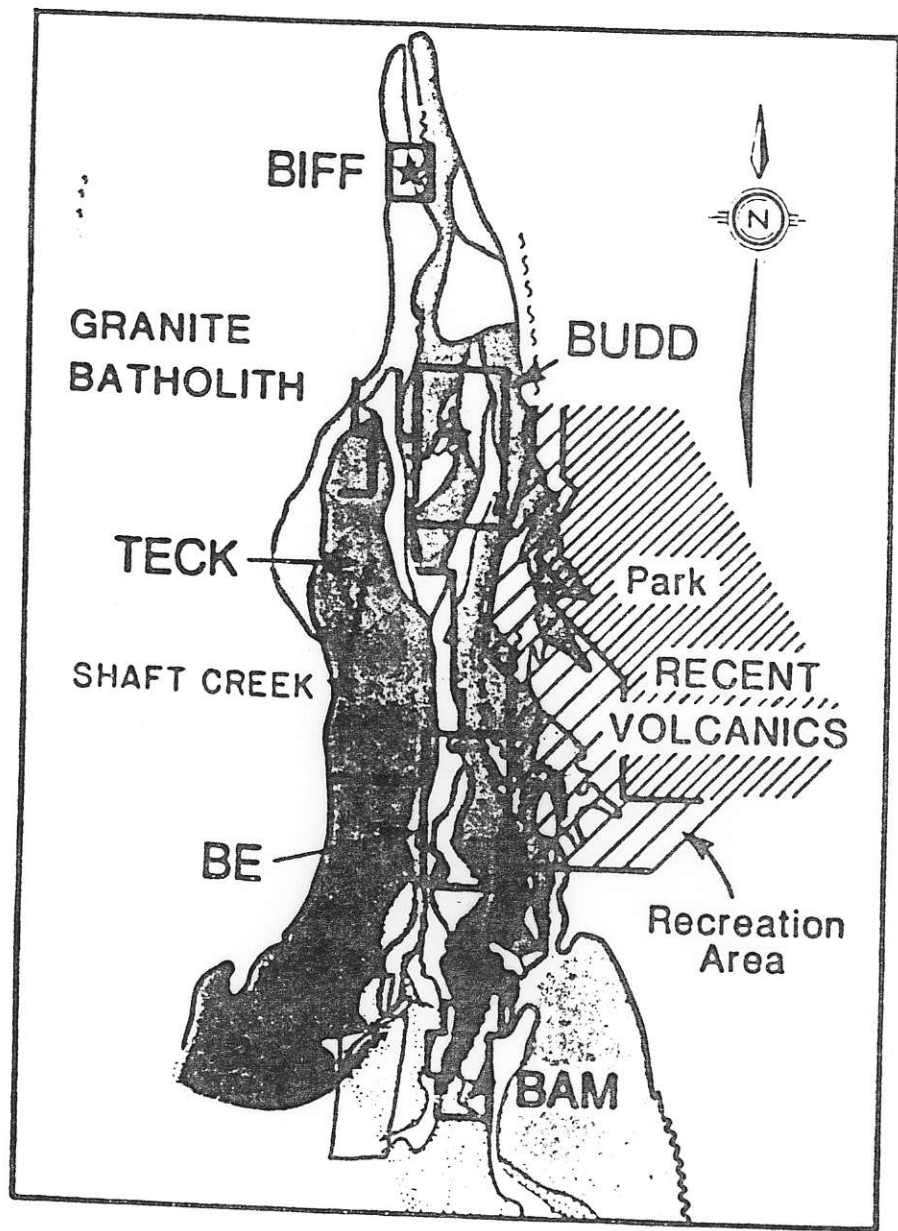 BIFF
N
GRANITE
BATHOLITH
BUDD
TECK
Park
SHAFT CREEK
RECENT
VOLCANICS
BE
Recreation
Area
BAM